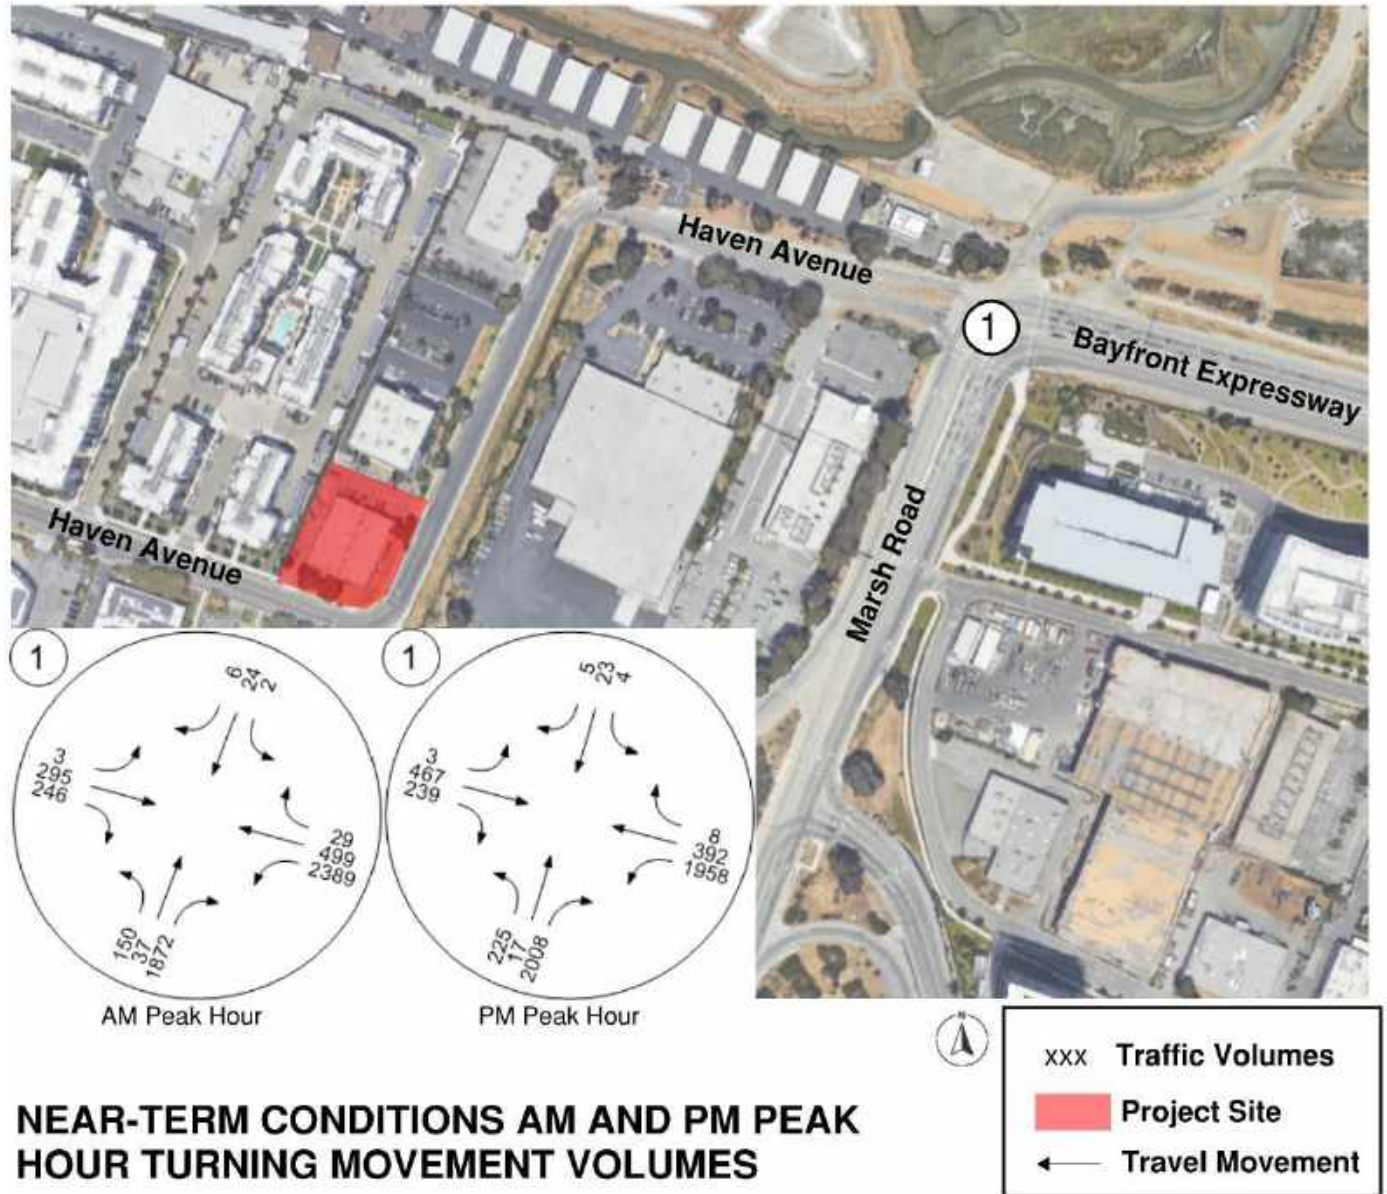 Haven Avenue
1
Bayfront Expressway
Marsh Road
Haven Avenue
1
6
24
2
3
295
246
29
499
2389
150
37
1872
AM Peak Hour
1
5
23
4
3
467
239
8
392
1958
225
17
2008
PM Peak Hour
N
xxx Traffic Volumes
Project Site
Travel Movement
NEAR-TERM CONDITIONS AM AND PM PEAK
HOUR TURNING MOVEMENT VOLUMES